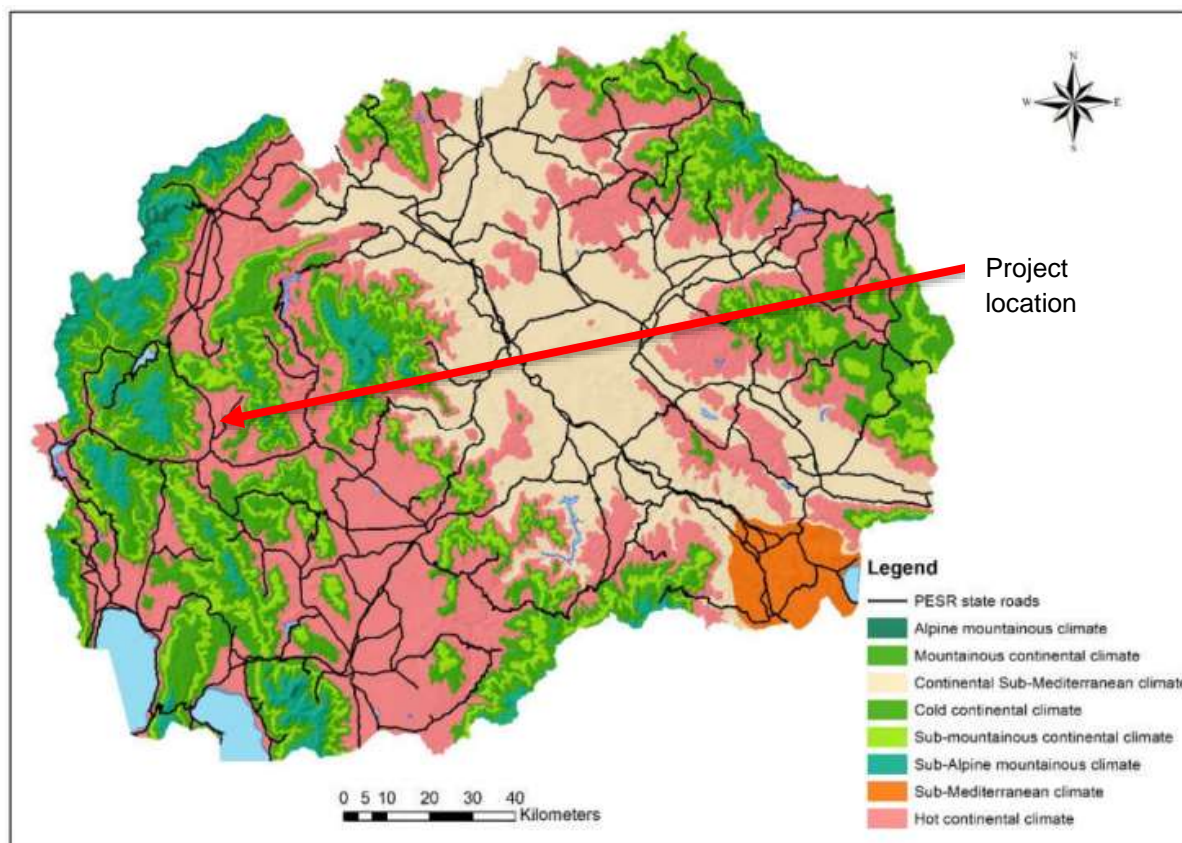 N
W E
S
Project
location
Legend
PESR state roads
Alpine mountainous climate
Mountainous continental climate
Continental Sub-Mediterranean climate
Cold continental climate
Sub-mountainous continental climate
Sub-Alpine mountainous climate
Sub-Mediterranean climate
Hot continental climate
0 5 10 20 30 40
Kilometers